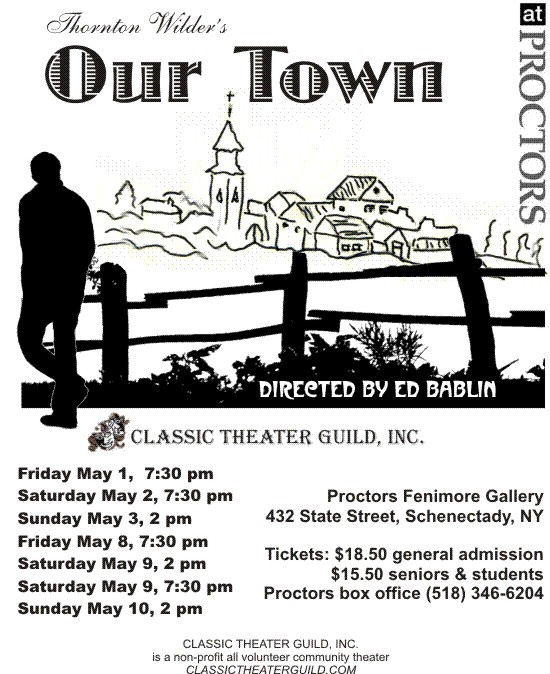 Thornton Wilder's
Our Town
at PROCTORS
DIRECTED BY ED BABLIN
CLASSIC THEATER GUILD, INC.
Friday May 1,  7:30 pm
Saturday May 2, 7:30 pm
Sunday May 3, 2 pm
Friday May 8, 7:30 pm
Saturday May 9, 2 pm
Saturday May 9, 7:30 pm
Sunday May 10, 2 pm
Proctors Fenimore Gallery
432 State Street, Schenectady, NY
Tickets: $18.50 general admission
$15.50 seniors & students
Proctors box office (518) 346-6204
CLASSIC THEATER GUILD, INC.
is a non-profit all volunteer community theater
CLASSICTHEATERGUILD.COM